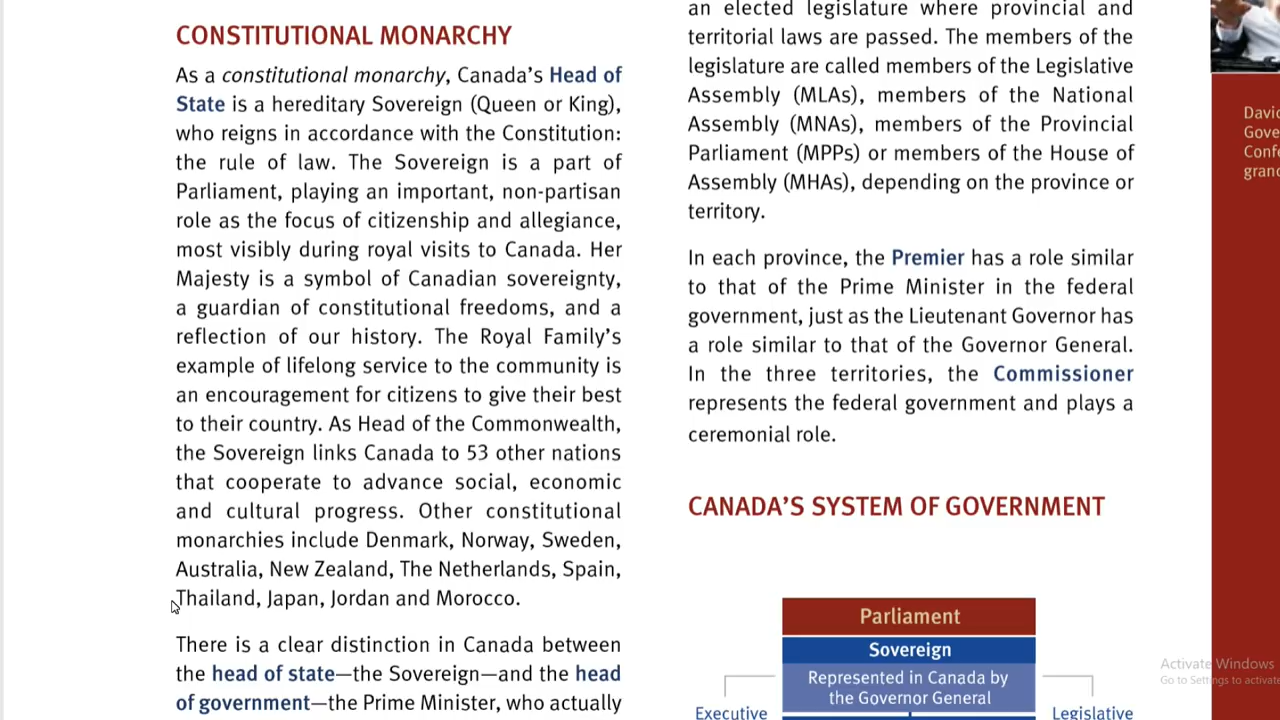 CONSTITUTIONAL MONARCHY
As a constitutional monarchy, Canada’s Head of
State is a hereditary Sovereign (Queen or King),
who reigns in accordance with the Constitution:
the rule of law. The Sovereign is a part of
Parliament, playing an important, non-partisan
role as the focus of citizenship and allegiance,
most visibly during royal visits to Canada. Her
Majesty is a symbol of Canadian sovereignty,
a guardian of constitutional freedoms, and a
reflection of our history. The Royal Family’s
example of lifelong service to the community is
an encouragement for citizens to give their best
to their country. As Head of the Commonwealth,
the Sovereign links Canada to 53 other nations
that cooperate to advance social, economic
and cultural progress. Other constitutional
monarchies include Denmark, Norway, Sweden,
Australia, New Zealand, The Netherlands, Spain,
Thailand, Japan, Jordan and Morocco.
There is a clear distinction in Canada between
the head of state—the Sovereign—and the head
of government—the Prime Minister, who actually
an elected legislature where provincial and
territorial laws are passed. The members of the
legislature are called members of the Legislative
Assembly (MLAs), members of the National
Assembly (MNAs), members of the Provincial
Parliament (MPPs) or members of the House of
Assembly (MHAs), depending on the province or
territory.
In each province, the Premier has a role similar
to that of the Prime Minister in the federal
government, just as the Lieutenant Governor has
a role similar to that of the Governor General.
In the three territories, the Commissioner
represents the federal government and plays a
ceremonial role.
CANADA’S SYSTEM OF GOVERNMENT
Parliament
Sovereign
Represented in Canada by
the Governor General
Executive
Legislative
Davi
Gove
Conf
gran
Activate Windows
Go to Settings to activate